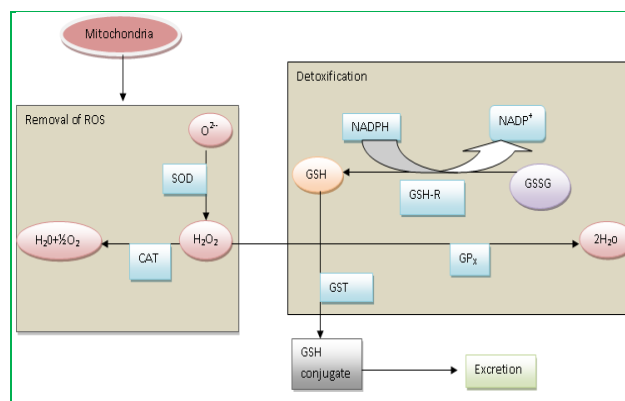 Mitochondria
Removal of ROS
O²⁻·
SOD
H₂0+½O₂
CAT
H₂O₂
Detoxification
NADPH
NADP⁺
GSH
GSH-R
GSSG
GPₓ
2H₂o
GST
GSH
conjugate
Excretion